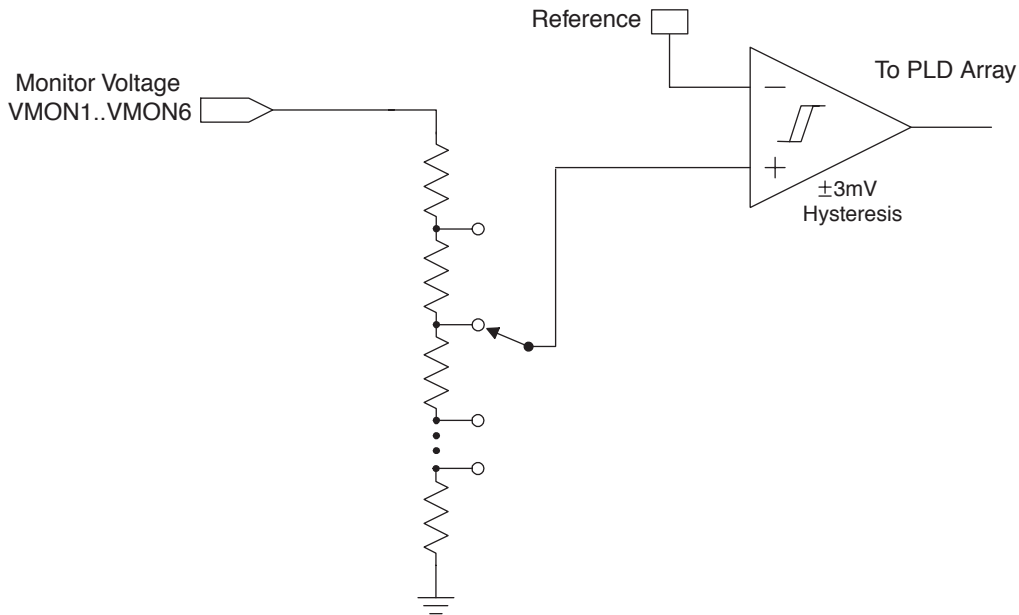 Reference
To PLD Array
Monitor Voltage
VMON1..VMON6
−
+
±3mV
Hysteresis